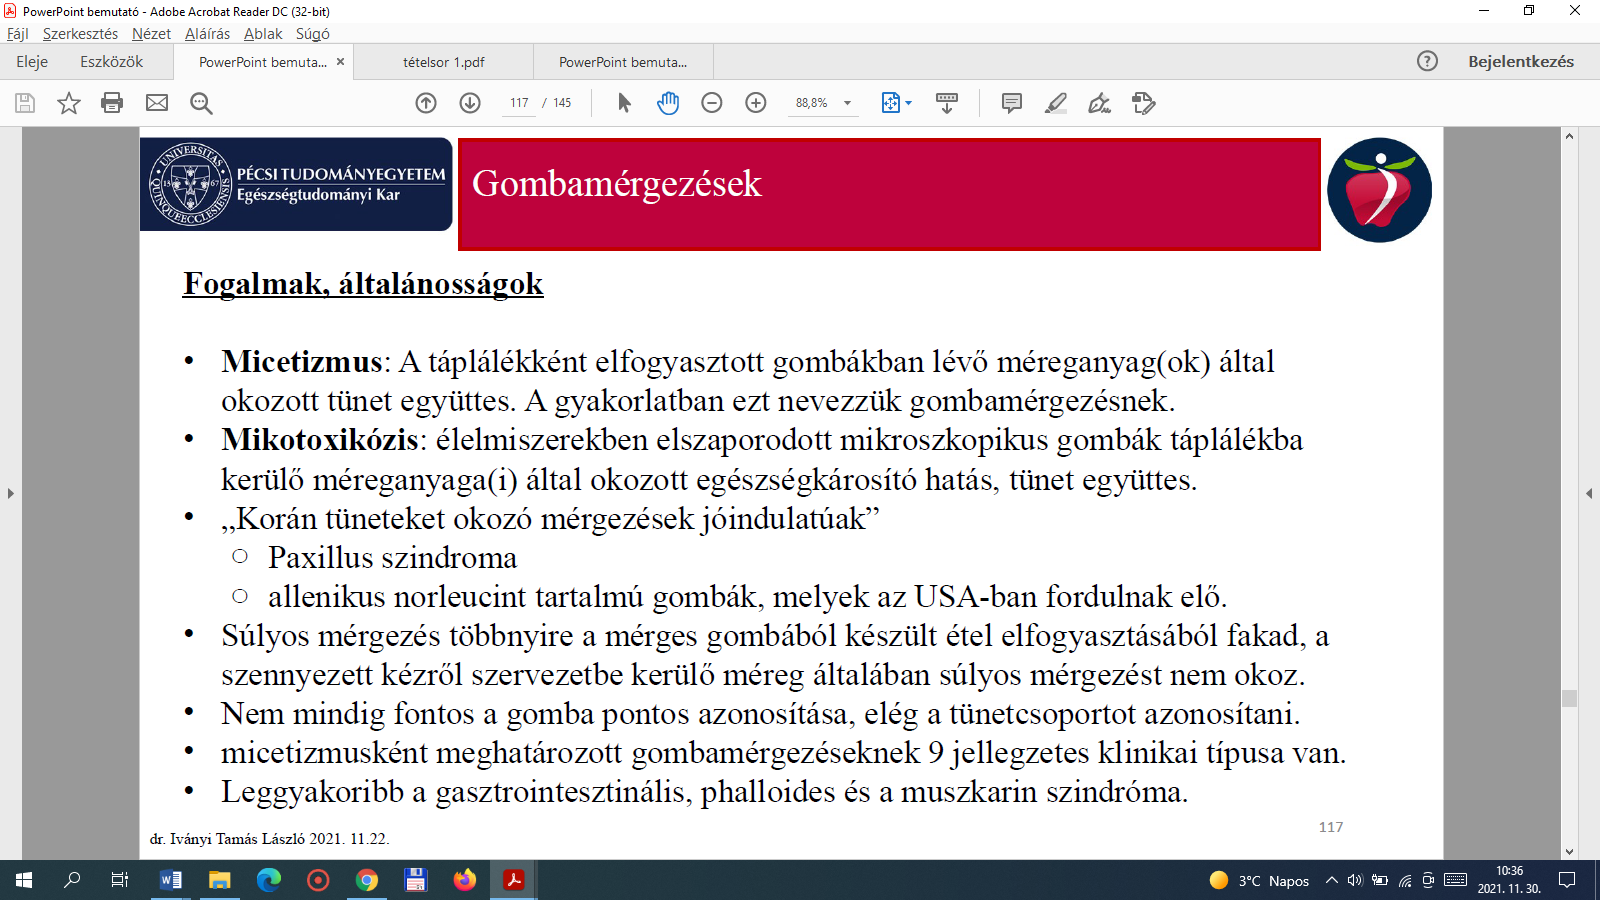 PowerPoint bemutató - Adobe Acrobat Reader DC (32-bit)
Fájl Szerkesztés Nézet Aláírás Ablak Súgó
Eleje Eszközök PowerPoint bemuta... × tételsor 1.pdf PowerPoint bemuta... ? Bejelentkezés
117 / 145 88,8%
UNIVERSITAS QUINQUEECCLESIENSIS 1367
PÉCSI TUDOMÁNYEGYETEM
Egészségtudományi Kar
Gombamérgezések
Fogalmak, általánosságok
• Micetizmus: A táplálékként elfogyasztott gombákban lévő méreganyag(ok) által
okozott tünet együttes. A gyakorlatban ezt nevezzük gombamérgezésnek.
• Mikotoxikózis: élelmiszerekben elszaporodott mikroszkopikus gombák táplálékba
kerülő méreganyaga(i) által okozott egészségkárosító hatás, tünet együttes.
• „Korán tüneteket okozó mérgezések jóindulatúak”
○ Paxillus szindroma
○ allenikus norleucint tartalmú gombák, melyek az USA-ban fordulnak elő.
• Súlyos mérgezés többnyire a mérges gombából készült étel elfogyasztásából fakad, a
szennyezett kézről szervezetbe kerülő méreg általában súlyos mérgezést nem okoz.
• Nem mindig fontos a gomba pontos azonosítása, elég a tünetcsoportot azonosítani.
• micetizmusként meghatározott gombamérgezéseknek 9 jellegzetes klinikai típusa van.
• Leggyakoribb a gasztrointesztinális, phalloides és a muszkarin szindróma.
117
dr. Iványi Tamás László 2021. 11.22.
3°C Napos
10:36
2021. 11. 30.